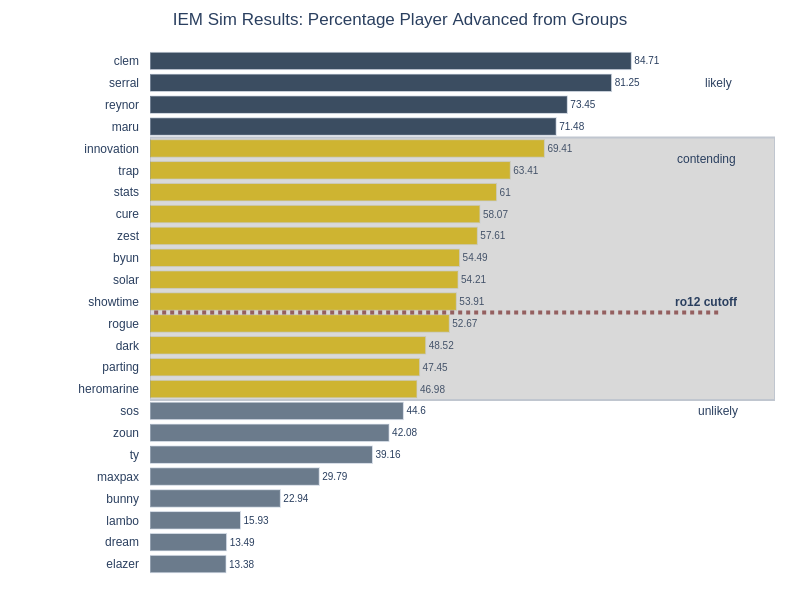 IEM Sim Results: Percentage Player Advanced from Groups
clem 84.71
serral 81.25 likely
reynor 73.45
maru 71.48
innovation 69.41
contending
trap 63.41
stats 61
cure 58.07
zest 57.61
byun 54.49
solar 54.21
showtime 53.91 ro12 cutoff
rogue 52.67
dark 48.52
parting 47.45
heromarine 46.98
sos 44.6 unlikely
zoun 42.08
ty 39.16
maxpax 29.79
bunny 22.94
lambo 15.93
dream 13.49
elazer 13.38